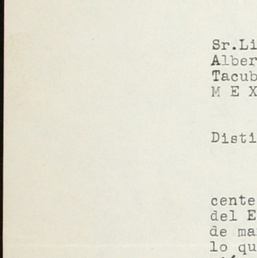 Sr.Li
Alber
Tacub
M E X
Disti
cente
del E
de ma
lo qu